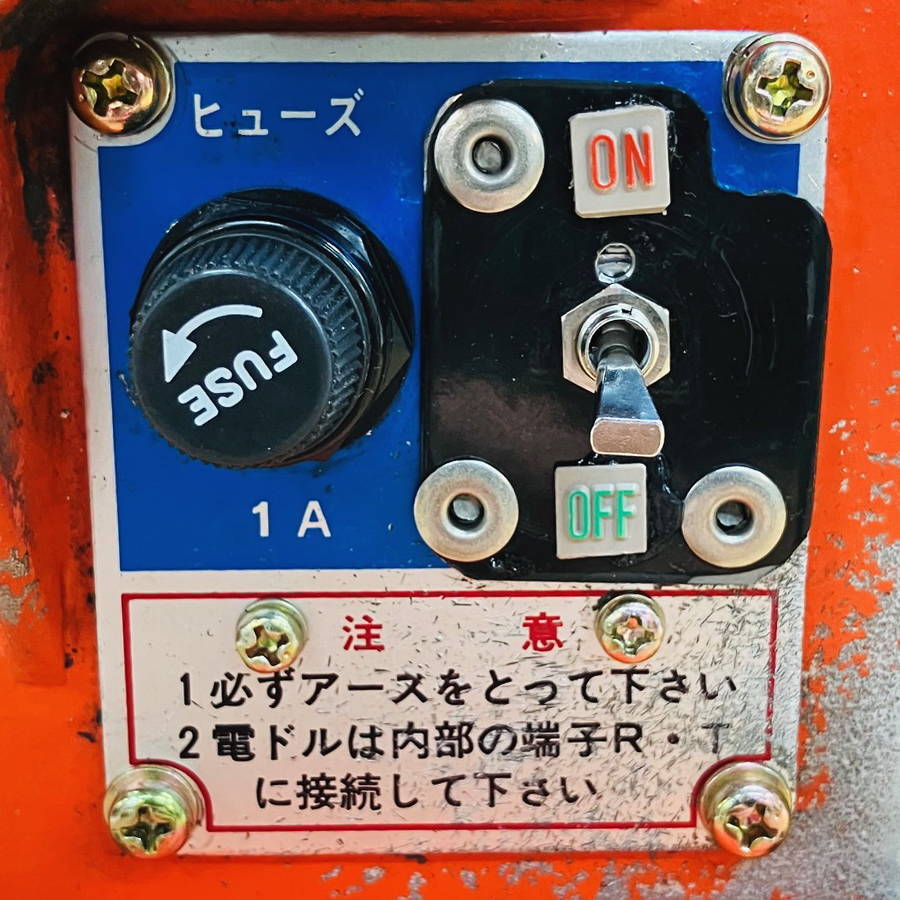 ヒューズ
ON
FUSE
OFF
1A
注 意
1必ずアースをとって下さい
2電ドルは内部の端子R・T
に接続して下さい